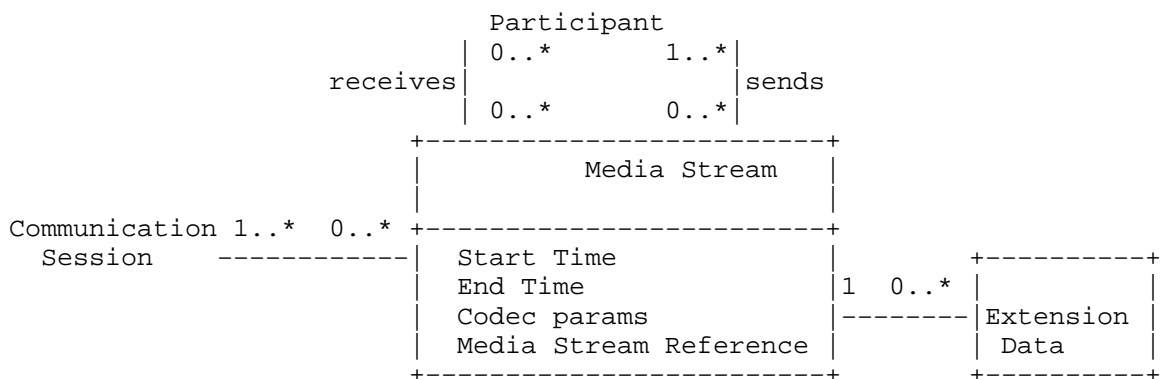 Participant
0..* 1..*
receives sends
0..* 0..*
Media Stream
Communication 1..* 0..*
Session Start Time
End Time 1 0..*
Codec params Extension
Media Stream Reference Data